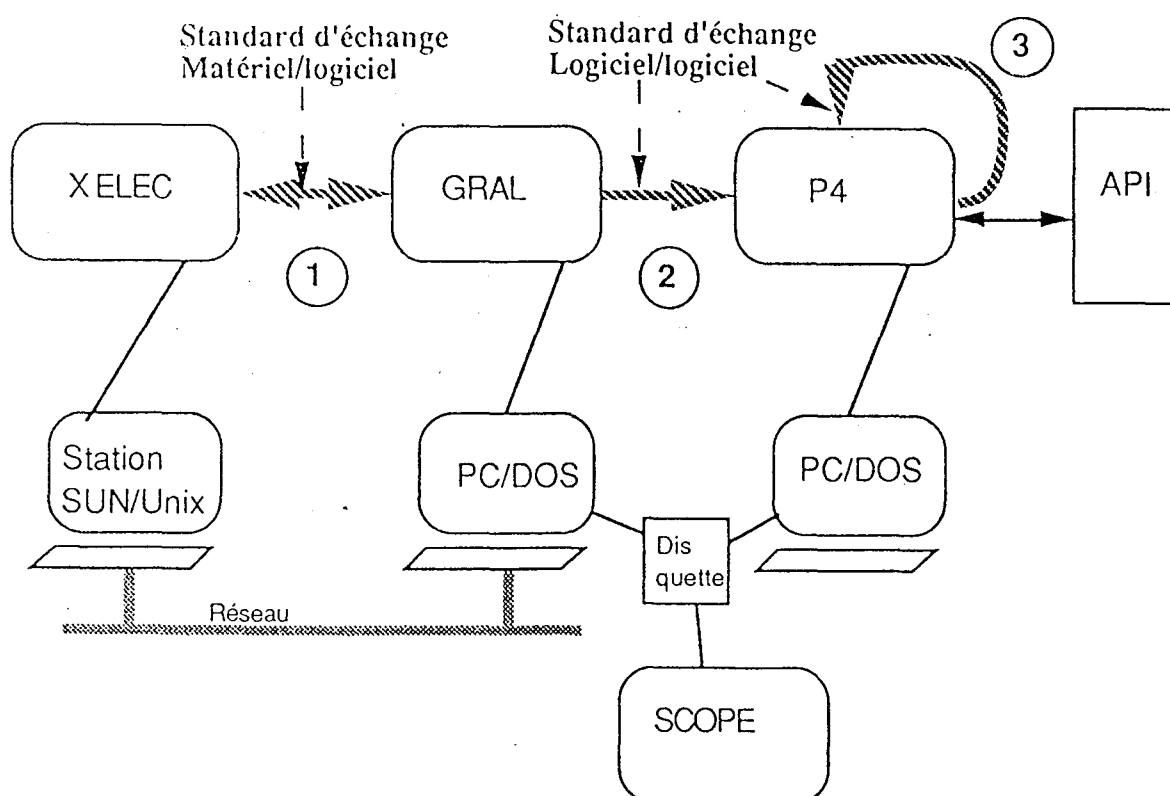 Standard d'échange
Matériel/logiciel
Standard d'échange
Logiciel/logiciel
3
X ELEC
GRAL
P4
API
1
2
Station
SUN/Unix
PC/DOS
PC/DOS
Dis
quette
Réseau
SCOPE